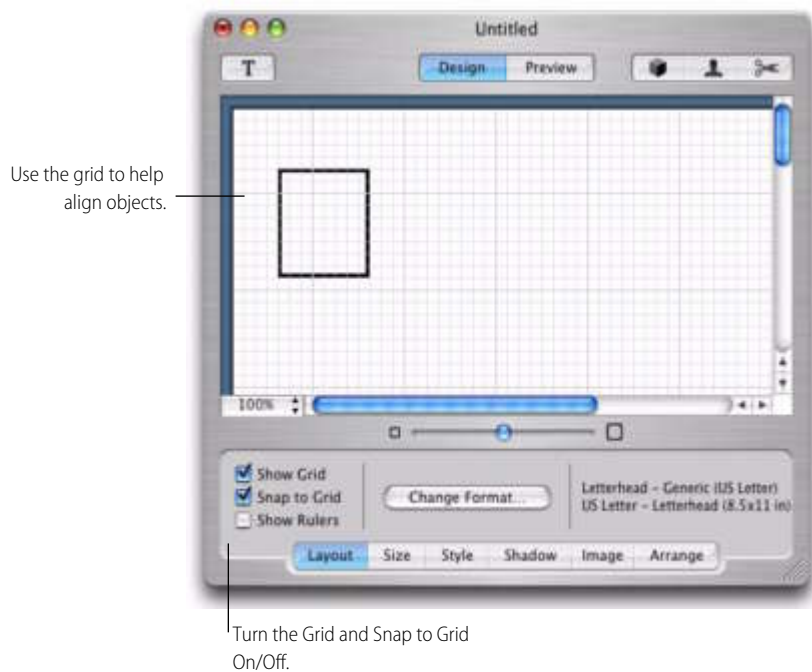 Untitled
T
Design Preview
Use the grid to help
align objects.
100%
Show Grid
Snap to Grid
Show Rulers
Change Format...
Letterhead – Generic (US Letter)
US Letter – Letterhead (8.5x11 in)
Layout Size Style Shadow Image Arrange
Turn the Grid and Snap to Grid
On/Off.